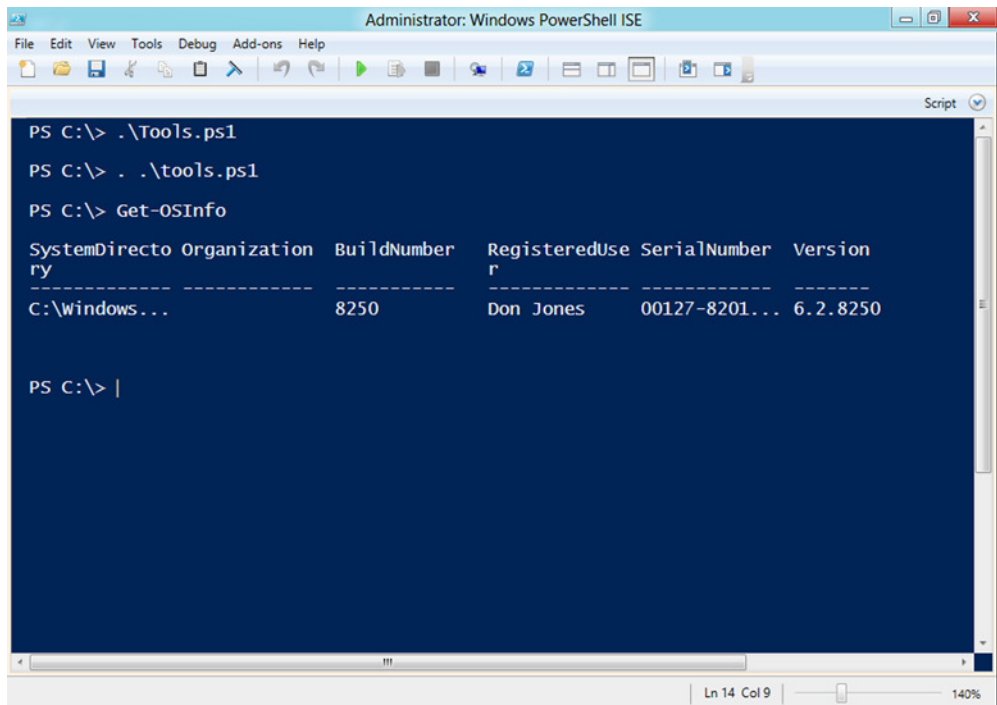 Administrator: Windows PowerShell ISE
File Edit View Tools Debug Add-ons Help
Script
PS C:\> .\Tools.ps1
PS C:\> . .\tools.ps1
PS C:\> Get-OSInfo
SystemDirecto Organization BuildNumber RegisteredUse SerialNumber Version
ry r
------------- ------------ ----------- ------------- ------------ -------
C:\Windows... 8250 Don Jones 00127-8201... 6.2.8250
PS C:\>
Ln 14 Col 9 140%